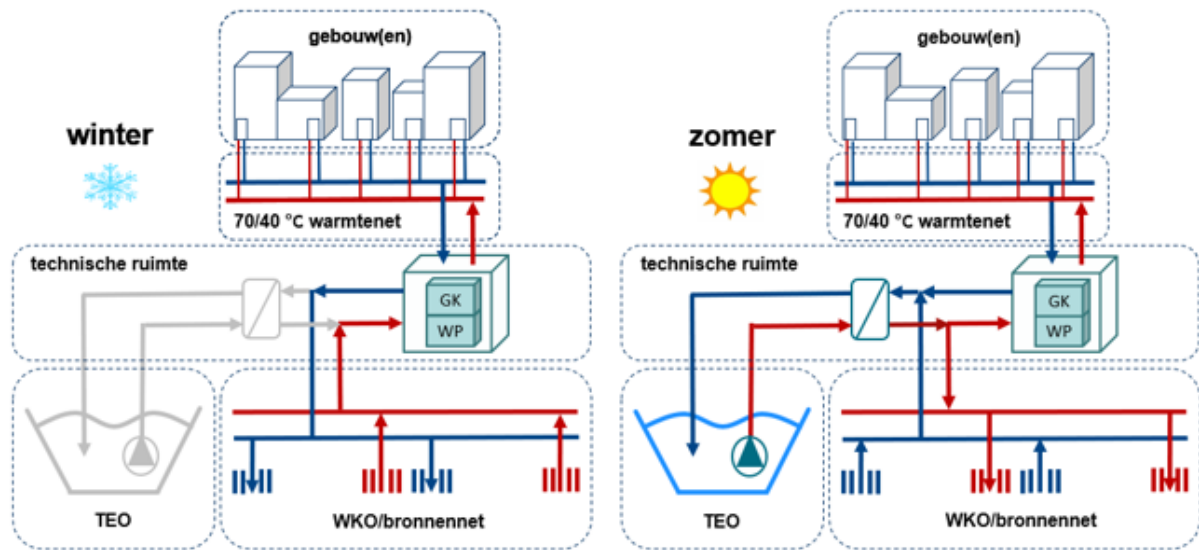 gebouw(en)
winter
70/40 °C warmtenet
technische ruimte
GK
WP
TEO
WKO/bronnennet
gebouw(en)
zomer
70/40 °C warmtenet
technische ruimte
GK
WP
TEO
WKO/bronnennet